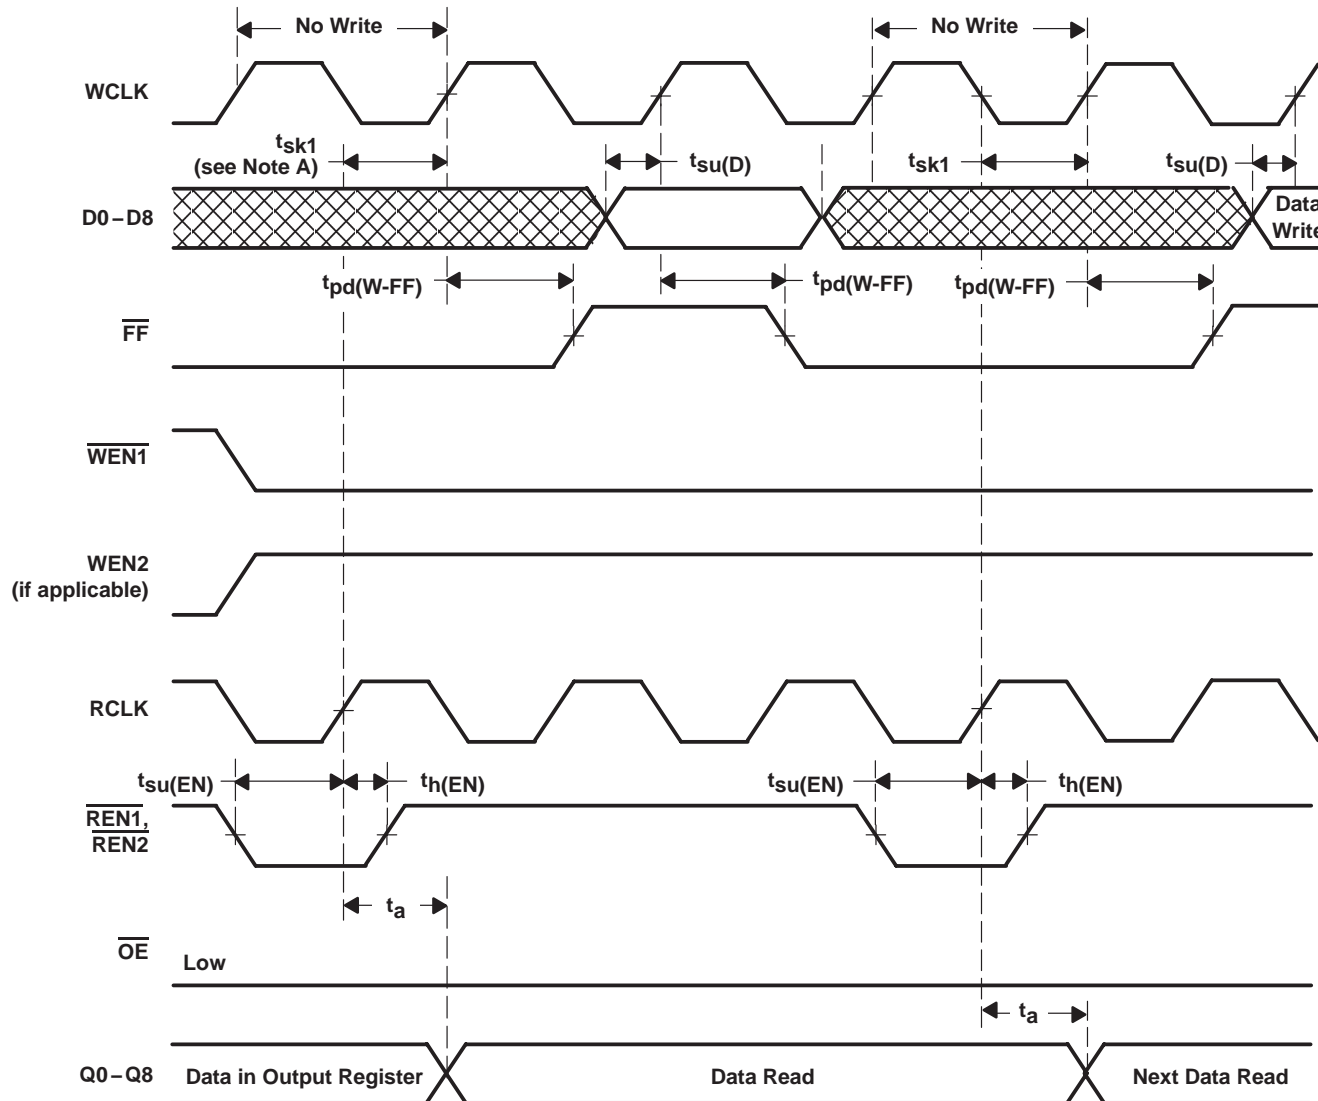 No Write
No Write
WCLK
tsk1
(see Note A)
tsu(D)
tsk1
tsu(D)
D0–D8
Data
Write
tpd(W-FF)
tpd(W-FF)
tpd(W-FF)
FF
WEN1
WEN2
(if applicable)
RCLK
tsu(EN)
th(EN)
tsu(EN)
th(EN)
REN1,
REN2
ta
OE
Low
ta
Q0–Q8
Data in Output Register
Data Read
Next Data Read